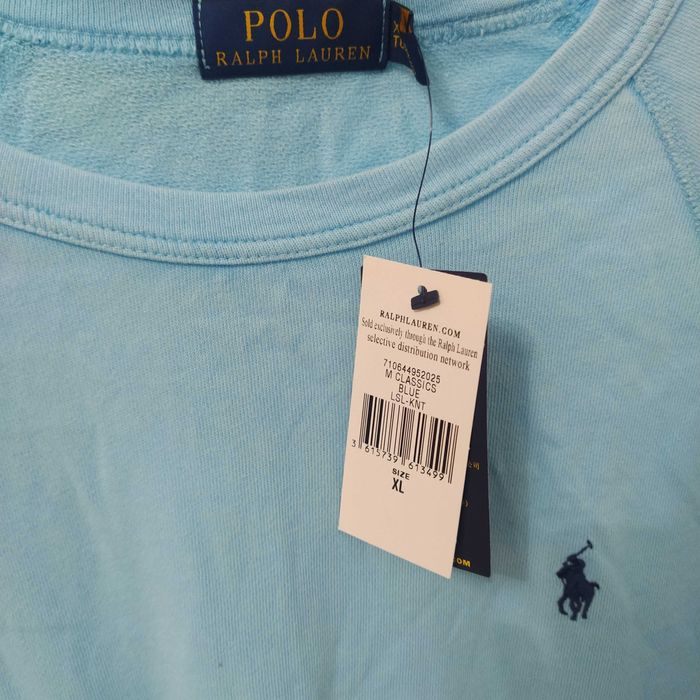 POLO
RALPH LAUREN
RALPHLAUREN.COM
Sold exclusively through the Ralph Lauren
selective distribution network
710644952025
M CLASSICS
BLUE
LSL-KNT
3 615739 613499
SIZE
XL
OM